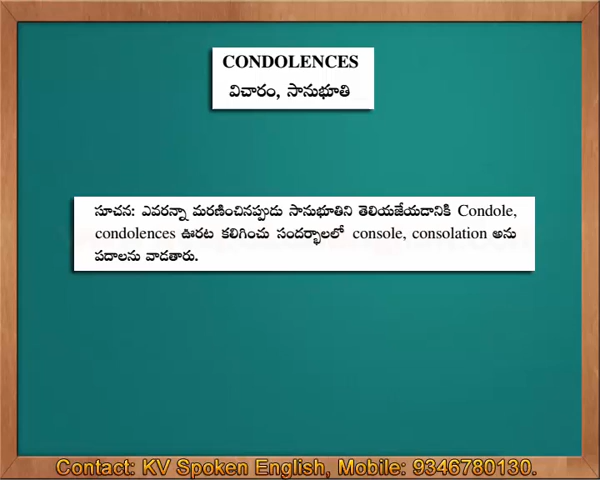 CONDOLENCES
విచారం, సానుభూతి
సూచన: ఎవరన్నా మరణించినప్పుడు సానుభూతిని తెలియజేయడానికి Condole,
condolences ఊరట కలిగించు సందర్భాలలో console, consolation అను
పదాలను వాడతారు.
Contact: KV Spoken English, Mobile: 9346780130.